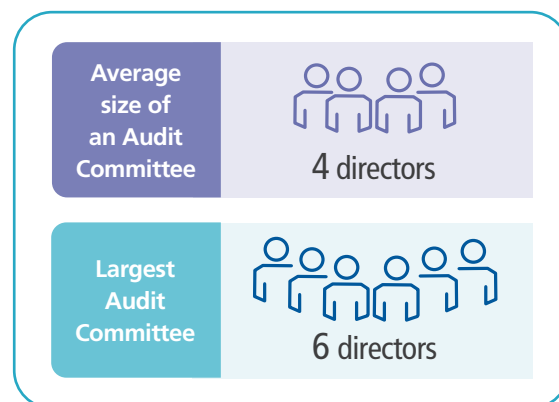 Average
size of
an Audit
Committee
4 directors
Largest
Audit
Committee
6 directors